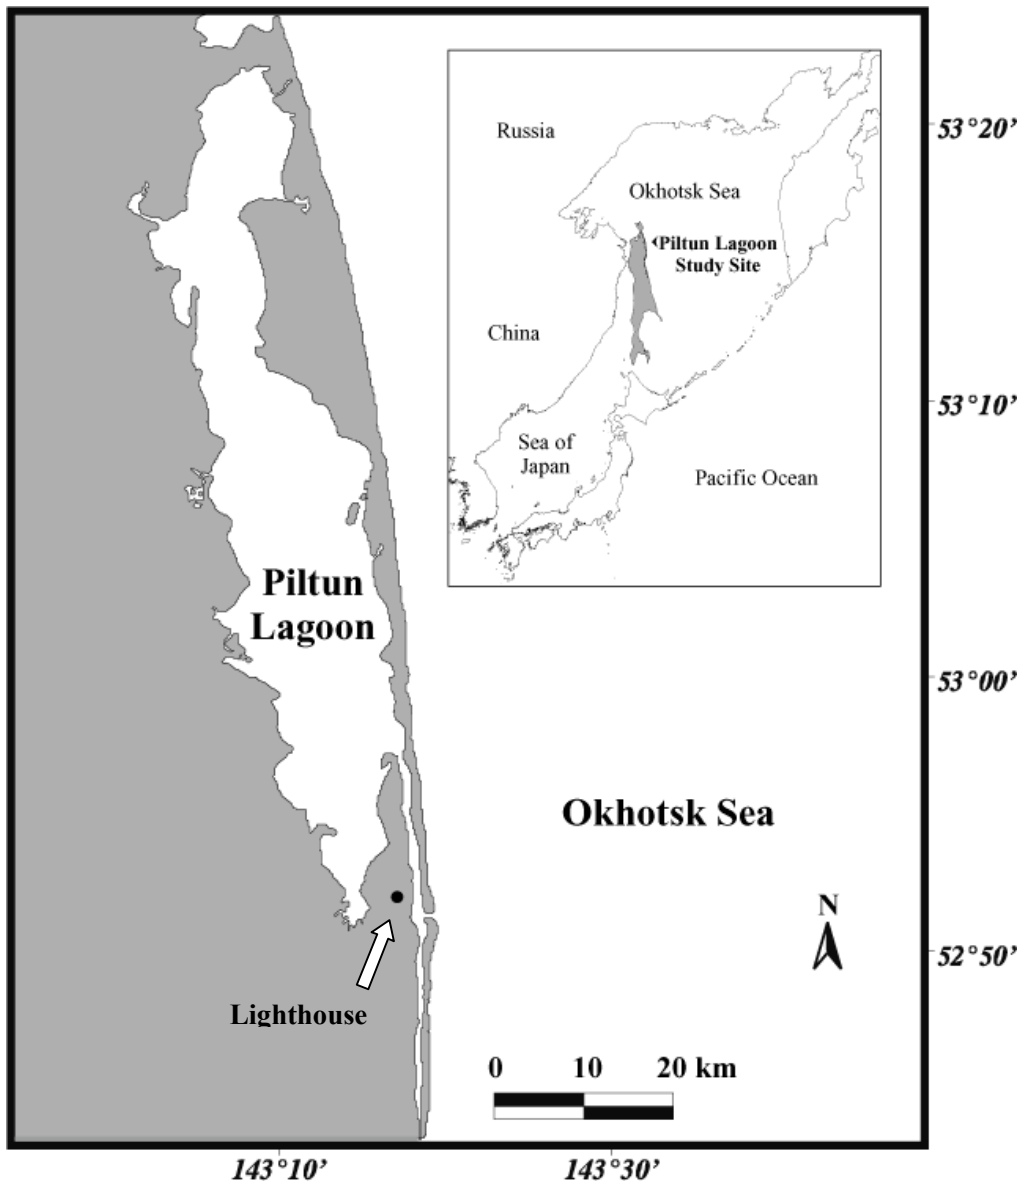 Russia
Okhotsk Sea
Piltun Lagoon
Study Site
China
Sea of
Japan
Pacific Ocean
53°20’
53°10’
53°00’
52°50’
Piltun
Lagoon
Okhotsk Sea
N
Lighthouse
0 10 20 km
143°10’ 143°30’